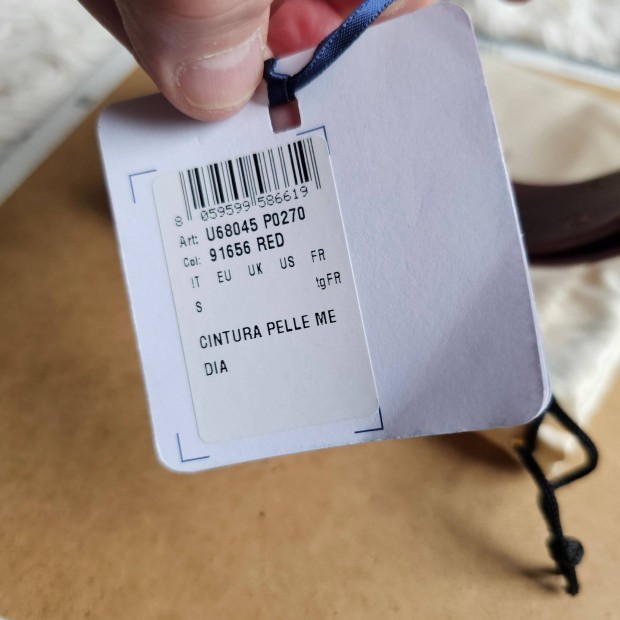 8 059599 586619
Art: U68045 P0270
Col: 91656 RED
IT EU UK US FR
S tgFR
CINTURA PELLE ME
DIA